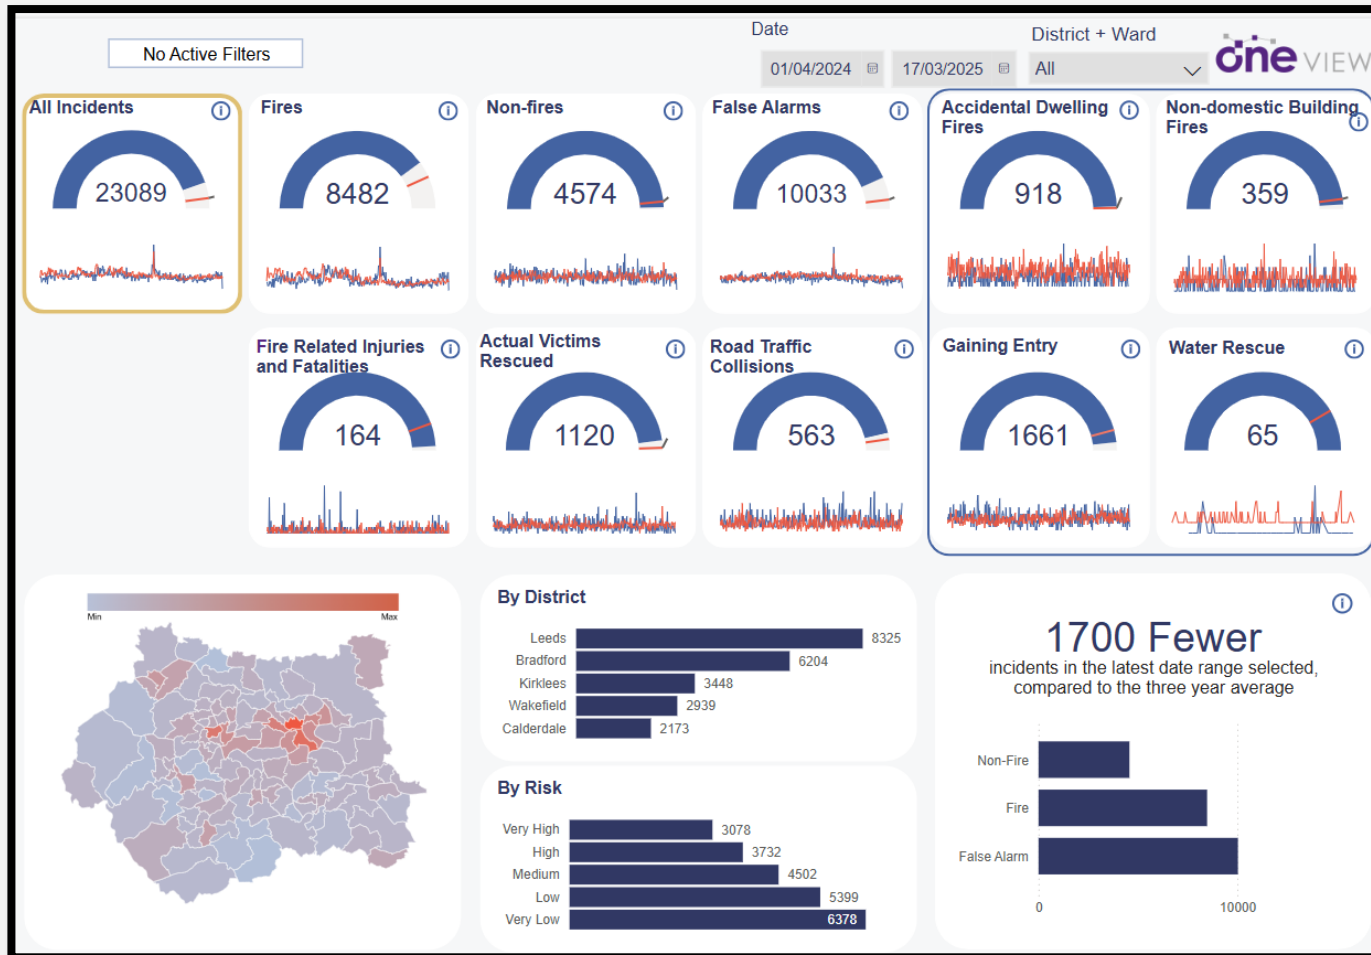 Date
District + Ward
No Active Filters
01/04/2024
17/03/2025
All
one VIEW
All Incidents
Fires
Non-fires
False Alarms
Accidental Dwelling
Fires
Non-domestic Building
Fires
23089
8482
4574
10033
918
359
Fire Related Injuries
and Fatalities
Actual Victims
Rescued
Road Traffic
Collisions
Gaining Entry
Water Rescue
164
1120
563
1661
65
Min
Max
By District
Leeds
8325
Bradford
6204
Kirklees
3448
Wakefield
2939
Calderdale
2173
By Risk
Very High
3078
High
3732
Medium
4502
Low
5399
Very Low
6378
1700 Fewer
incidents in the latest date range selected,
compared to the three year average
Non-Fire
Fire
False Alarm
0
10000